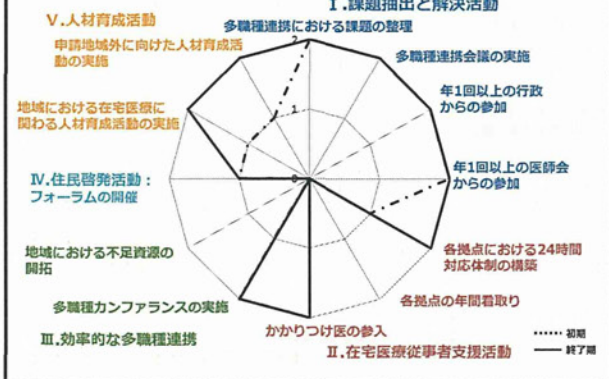 I.課題抽出と解決活動
V.人材育成活動
多職種連携における課題の整理
申請地域外に向けた人材育成活
動の実施
2
多職種連携会議の実施
年1回以上の行政
からの参加
1
地域における在宅医療に
関わる人材育成活動の実施
年1回以上の医師会
からの参加
IV.住民啓発活動：
フォーラムの開催
0
地域における不足資源の
開拓
各拠点における24時間
対応体制の構築
各拠点の年間看取り
多職種カンファランスの実施
かかりつけ医の参入
III.効率的な多職種連携
II.在宅医療従事者支援活動
初期
終了期